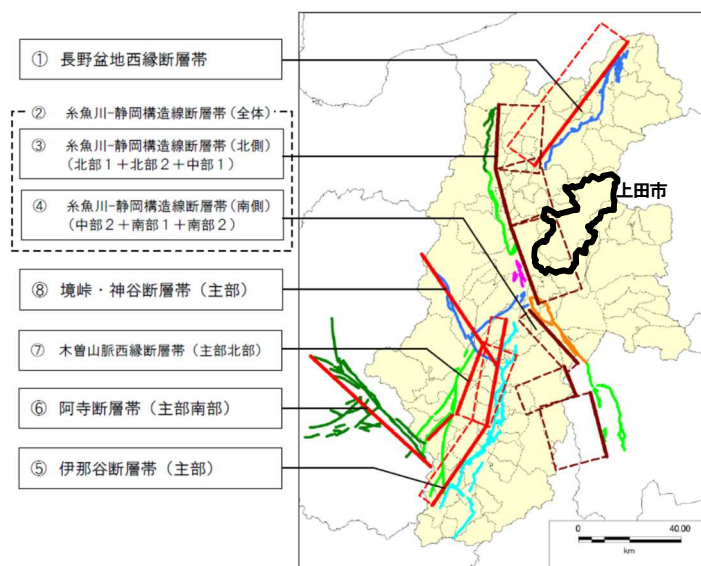 ① 長野盆地西縁断層帯
② 糸魚川-静岡構造線断層帯(全体)
③ 糸魚川-静岡構造線断層帯(北側)
(北部1+北部2+中部1)
④ 糸魚川-静岡構造線断層帯(南側)
(中部2+南部1+南部2)
⑧ 境峠・神谷断層帯(主部)
⑦ 木曽山脈西縁断層帯(主部北部)
⑥ 阿寺断層帯(主部南部)
⑤ 伊那谷断層帯(主部)
上田市
0 40.00
km